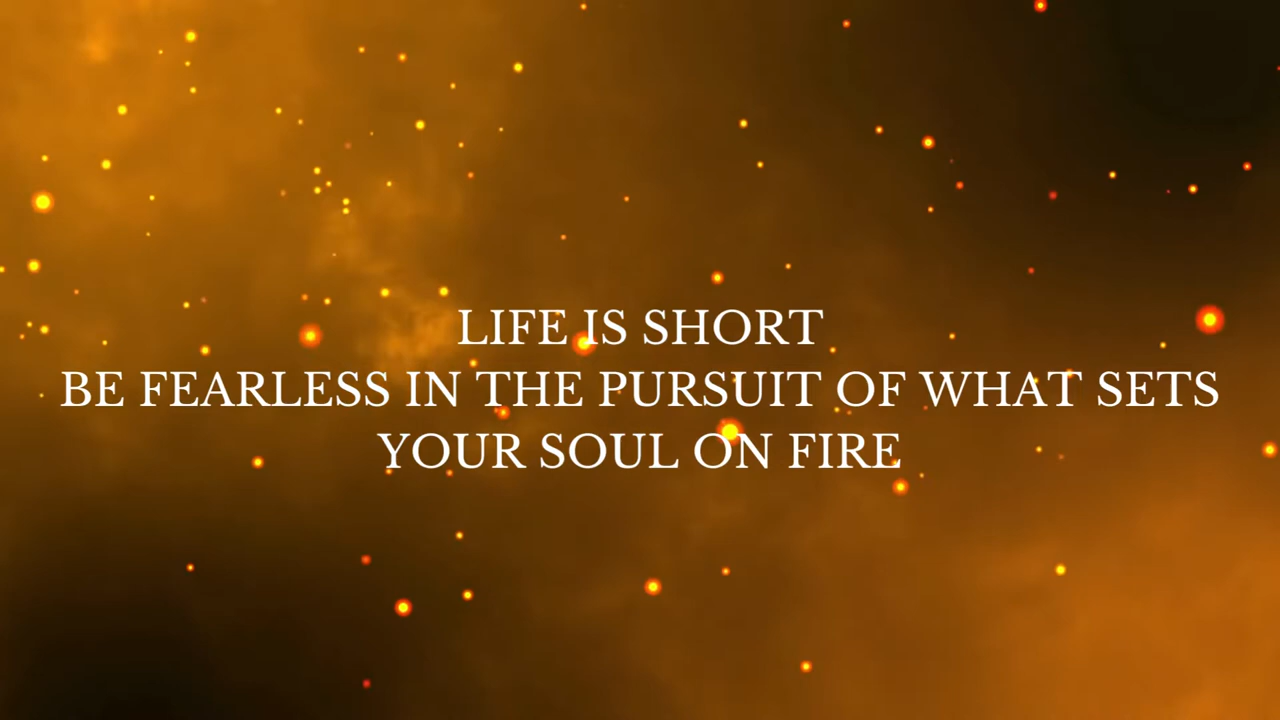 LIFE IS SHORT
BE FEARLESS IN THE PURSUIT OF WHAT SETS
YOUR SOUL ON FIRE